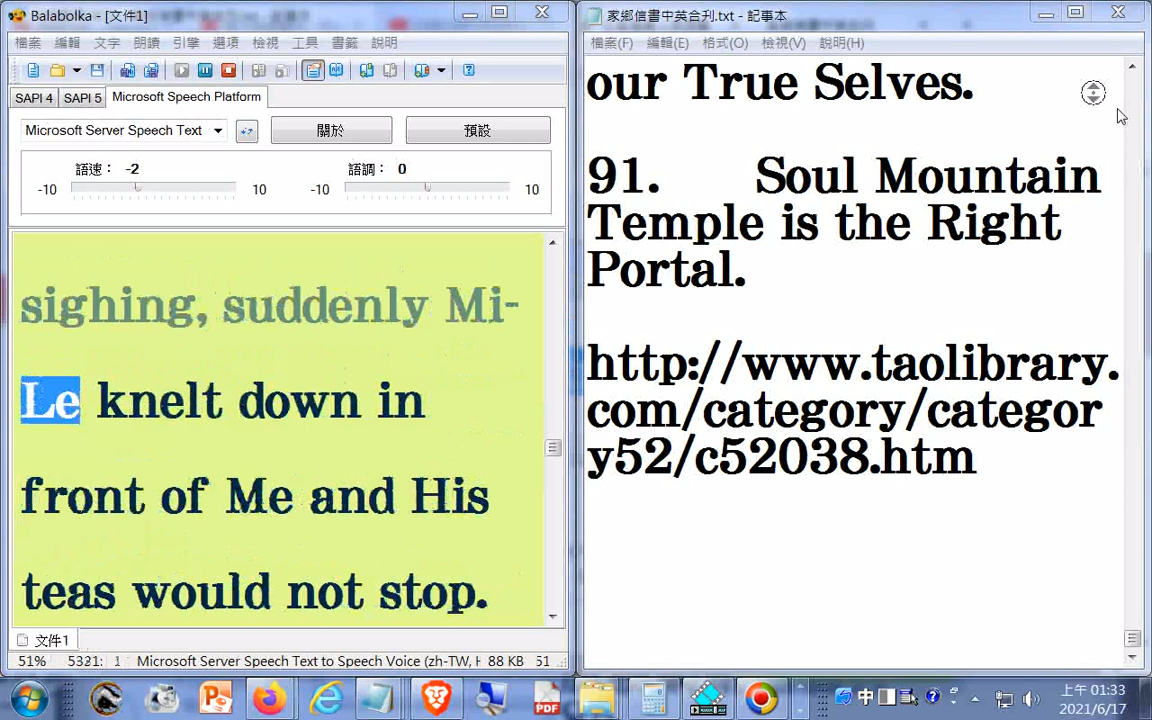 Balabolka - [文件1]
檔案 編輯 文字 朗讀 引擎 選項 檢視 工具 書籤 說明
SAPI 4 SAPI 5 Microsoft Speech Platform
Microsoft Server Speech Text 關於 預設
語速： -2 語調： 0
-10 10 -10 10
sighing, suddenly Mi-
Le knelt down in
front of Me and His
teas would not stop.
文件1
51% 5321: 1 Microsoft Server Speech Text to Speech Voice (zh-TW, H 88 KB 51
家鄉信書中英合刋.txt - 記事本
檔案(F) 編輯(E) 格式(O) 檢視(V) 說明(H)
our True Selves.
91. Soul Mountain
Temple is the Right
Portal.
http://www.taolibrary.
com/category/categor
y52/c52038.htm
PDF
中
上午 01:33
2021/6/17